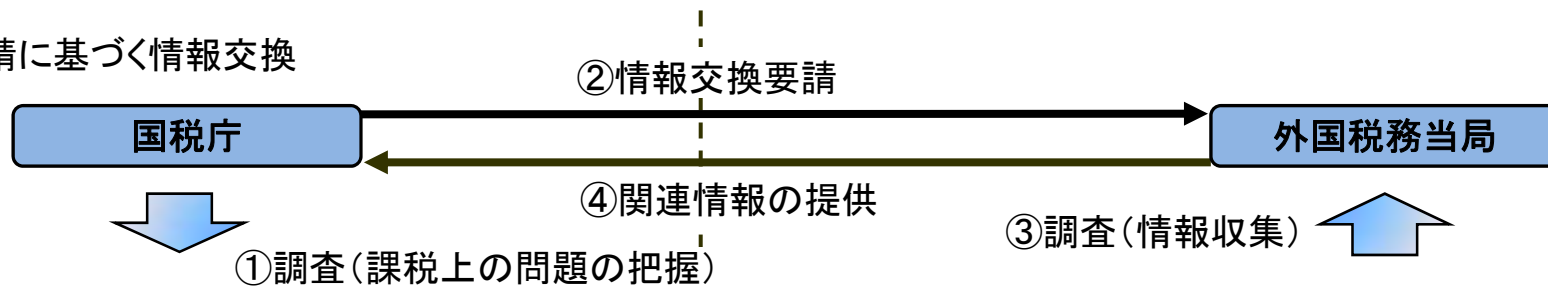 請に基づく情報交換
②情報交換要請
国税庁
外国税務当局
④関連情報の提供
③調査(情報収集)
①調査(課税上の問題の把握)